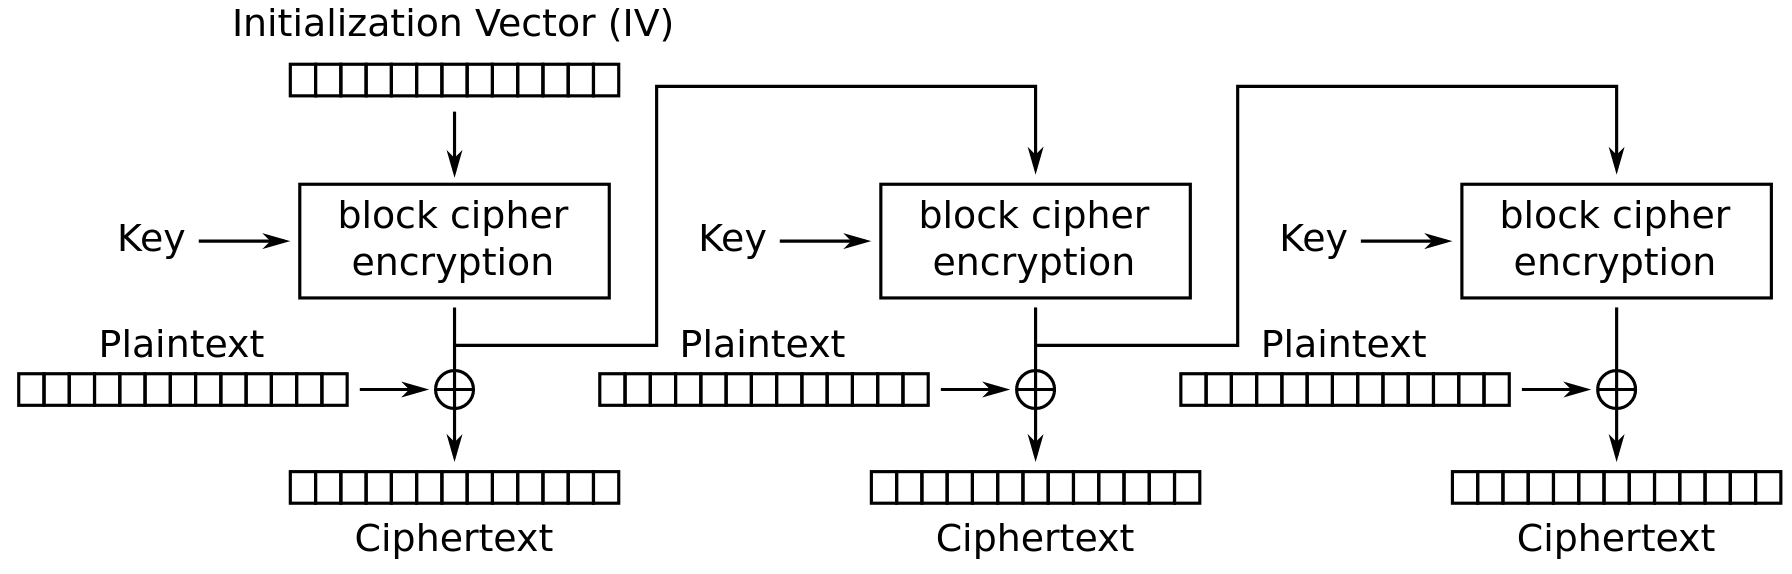 Initialization Vector (IV)
Key
block cipher
encryption
Key
block cipher
encryption
Key
block cipher
encryption
Plaintext
Plaintext
Plaintext
Ciphertext
Ciphertext
Ciphertext